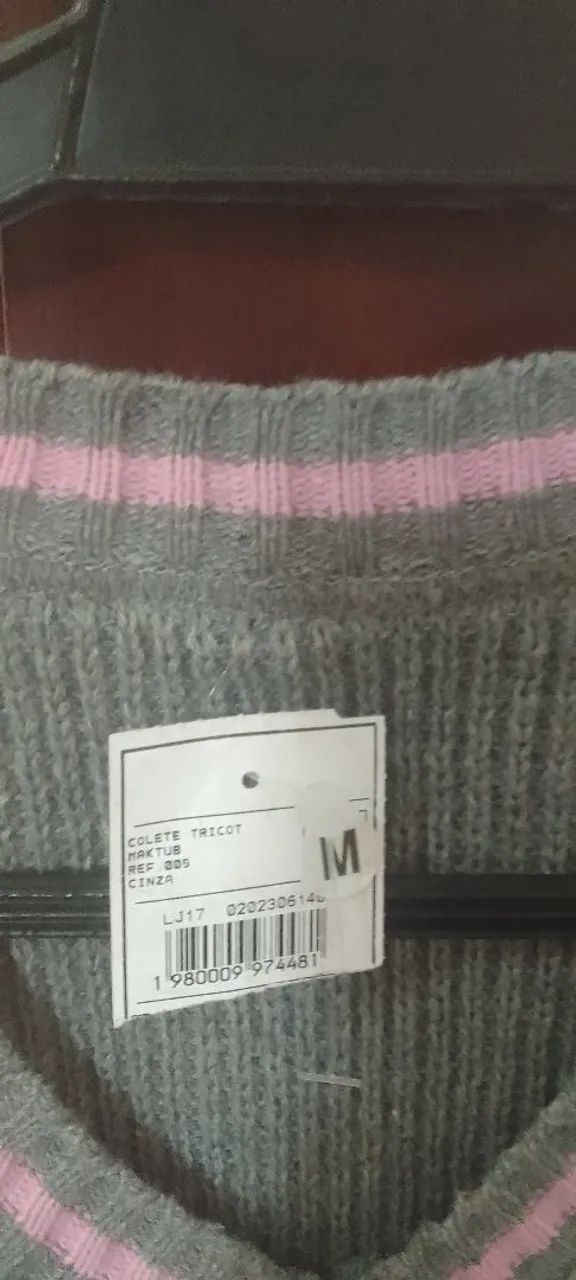 COLETE TRICOT
MAKTUB
REF.005
CINZA
M
LJ17
1 980009 974481